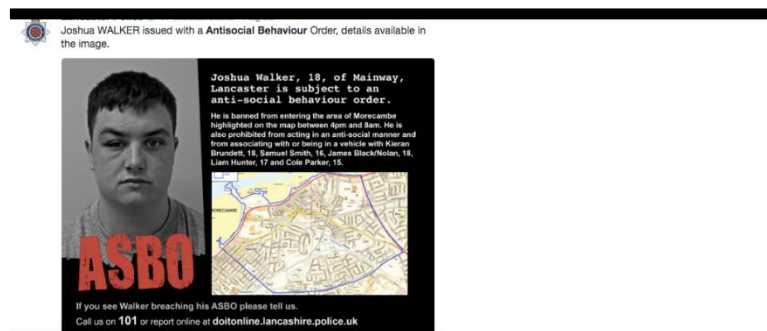 Joshua WALKER issued with a Antisocial Behaviour Order, details available in
the image.
Joshua Walker, 18, of Mainway,
Lancaster is subject to an
anti-social behaviour order.
He is banned from entering the area of Morecambe
highlighted on the map between 4pm and 8am. He is
also prohibited from acting in an anti-social manner and
from associating with or being in a vehicle with Kieran
Brundett, 18, Samuel Smith, 16, James Black/Nolan, 18,
Liam Hunter, 17 and Cole Parker, 15.
MORECAMBE
ASBO
If you see Walker breaching his ASBO please tell us.
Call us on 101 or report online at doitonline.lancashire.police.uk